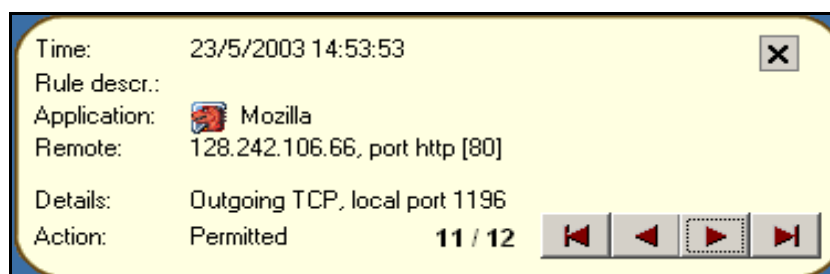 Time: 23/5/2003 14:53:53
Rule descr.:
Application: Mozilla
Remote: 128.242.106.66, port http [80]
Details: Outgoing TCP, local port 1196
Action: Permitted 11 / 12